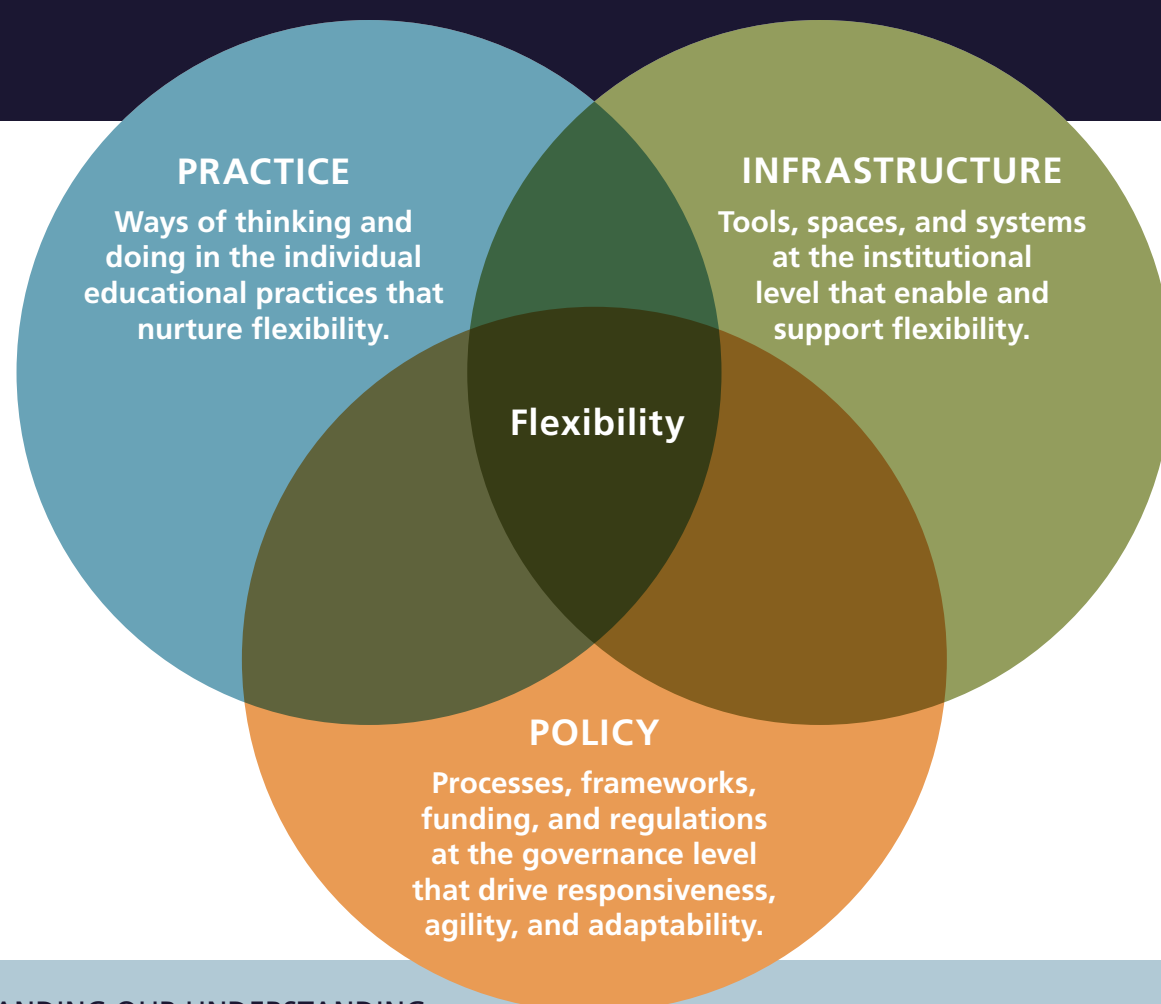 PRACTICE
Ways of thinking and
doing in the individual
educational practices that
nurture flexibility.
INFRASTRUCTURE
Tools, spaces, and systems
at the institutional
level that enable and
support flexibility.
Flexibility
POLICY
Processes, frameworks,
funding, and regulations
at the governance level
that drive responsiveness,
agility, and adaptability.
OUR UNDERSTANDING